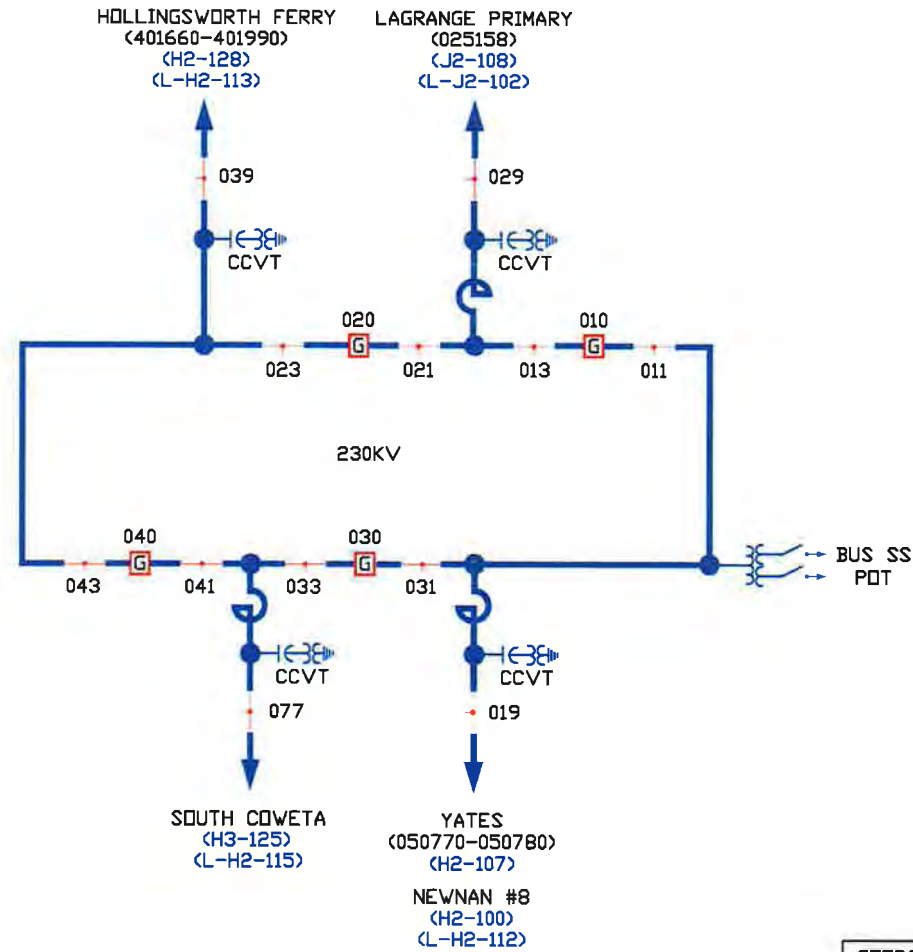 HOLLINGSWORTH FERRY
(401660-401990)
(H2-128)
(L-H2-113)
LAGRANGE PRIMARY
(025158)
(J2-108)
(L-J2-102)
039
029
CCVT
CCVT
020
010
G
G
023
021
013
011
230KV
040
030
G
G
043
041
033
031
BUS SS
POT
CCVT
CCVT
077
019
SOUTH COWETA
(H3-125)
(L-H2-115)
YATES
(050770-050780)
(H2-107)
NEWNAN #8
(H2-100)
(L-H2-112)